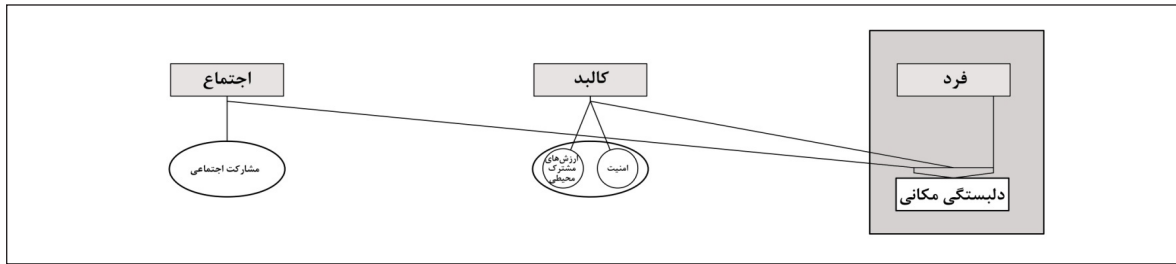 فرد
کالبد
اجتماع
امنیت
ارزش‌های
مشترک
محیطی
مشارکت اجتماعی
دلبستگی مکانی